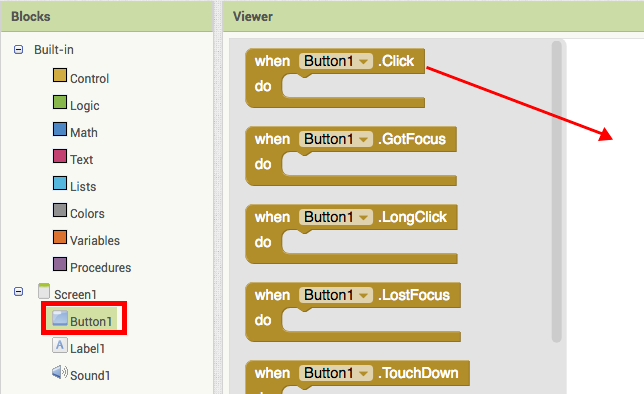 Blocks
Viewer
Built-in
Control
Logic
Math
Text
Lists
Colors
Variables
Procedures
Screen1
Button1
A Label1
Sound1
when Button1 .Click
do
when Button1 .GotFocus
do
when Button1 .LongClick
do
when Button1 .LostFocus
do
when Button1 .TouchDown
do